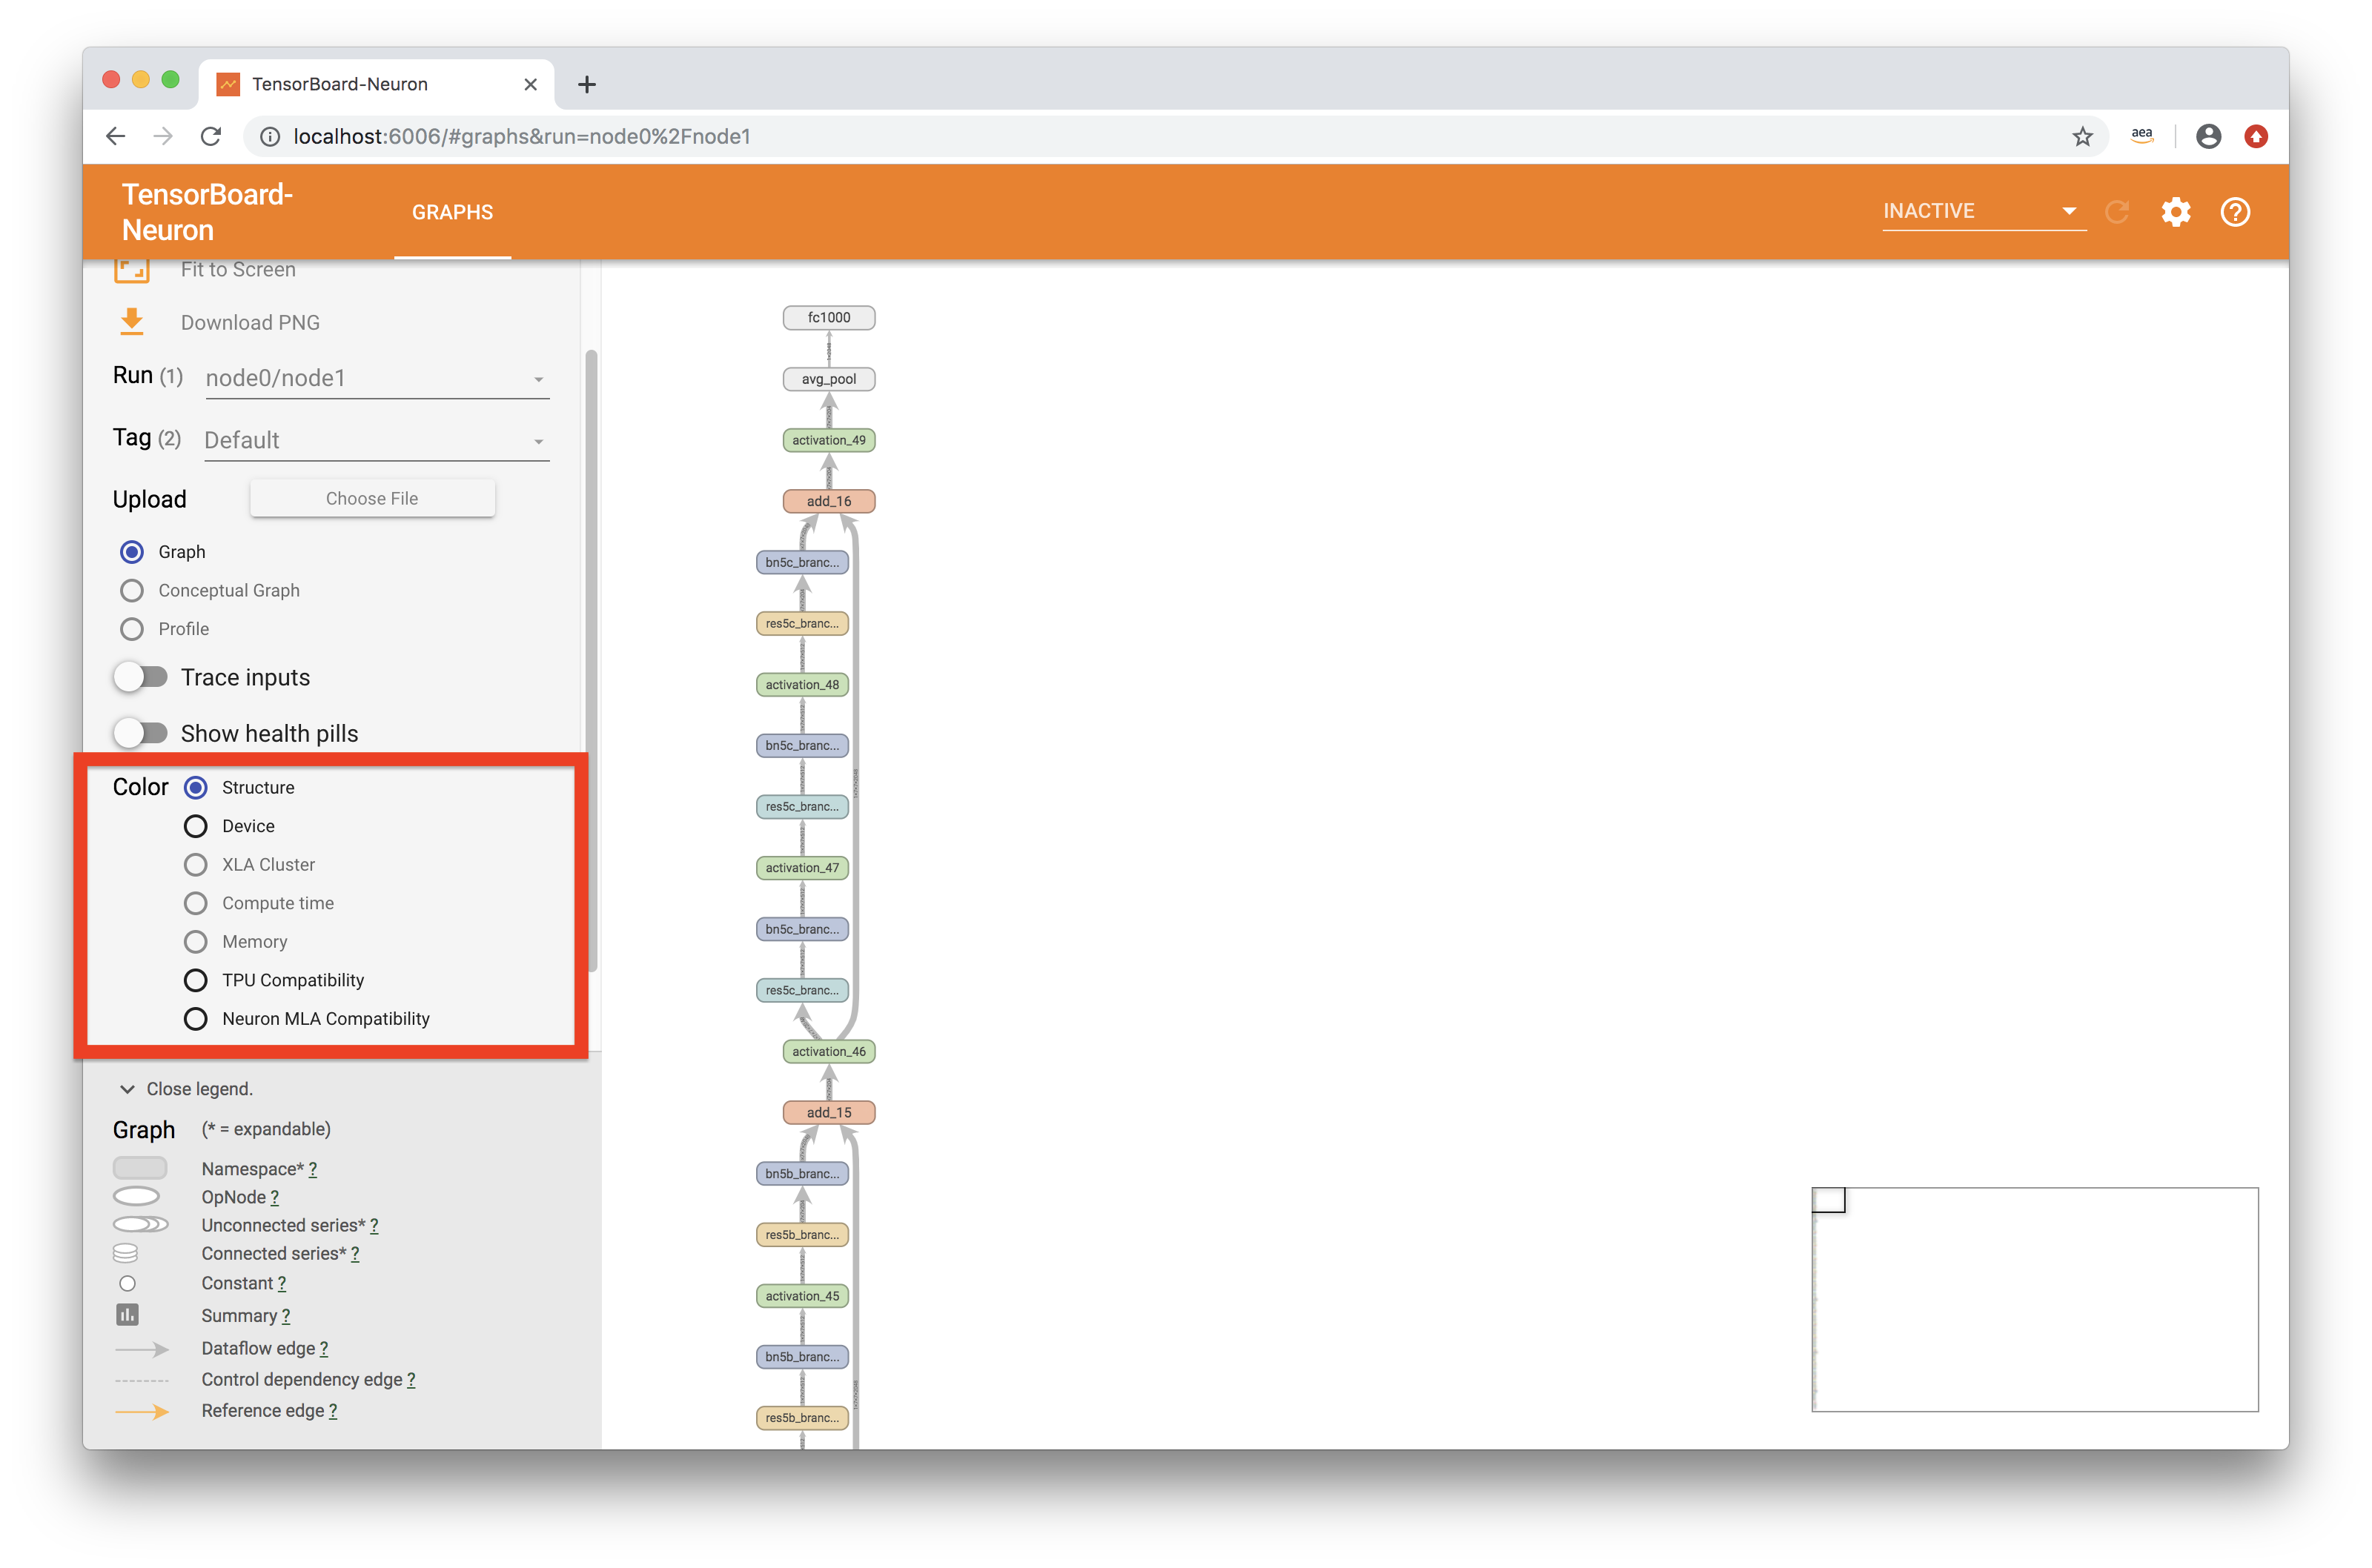 TensorBoard-Neuron
localhost:6006/#graphs&run=node0%2Fnode1
aea
TensorBoard-
Neuron
GRAPHS
INACTIVE
Fit to Screen
Download PNG
Run (1) node0/node1
Tag (2) Default
Upload Choose File
Graph
Conceptual Graph
Profile
Trace inputs
Show health pills
Color Structure
Device
XLA Cluster
Compute time
Memory
TPU Compatibility
Neuron MLA Compatibility
Close legend.
Graph (* = expandable)
Namespace* ?
OpNode ?
Unconnected series* ?
Connected series* ?
Constant ?
Summary ?
Dataflow edge ?
Control dependency edge ?
Reference edge ?
fc1000
avg_pool
activation_49
add_16
bn5c_branc...
res5c_branc...
activation_48
bn5c_branc...
res5c_branc...
activation_47
bn5c_branc...
res5c_branc...
activation_46
add_15
bn5b_branc...
res5b_branc...
activation_45
bn5b_branc...
res5b_branc...